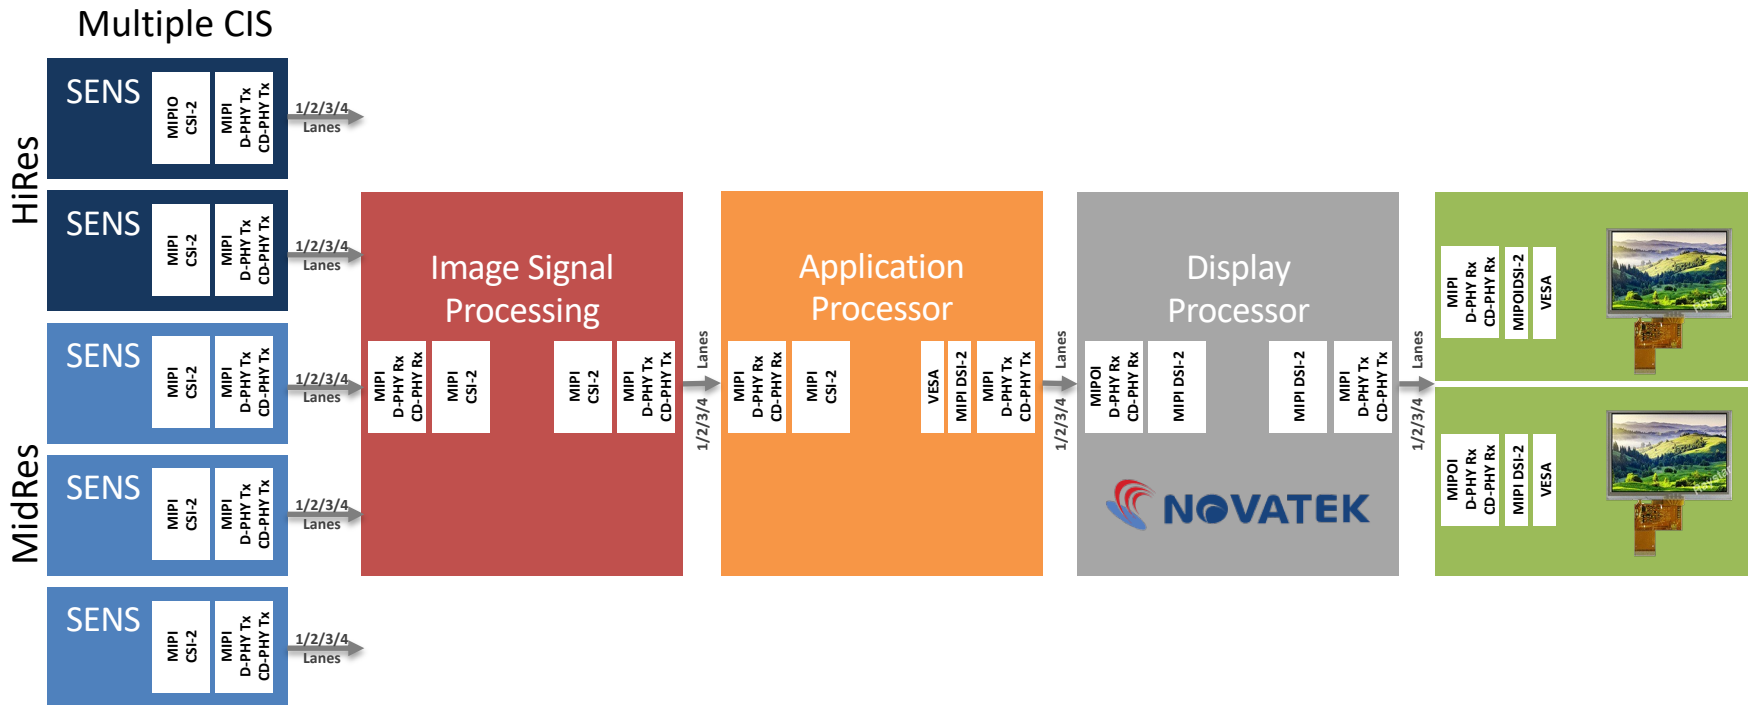 Multiple CIS
HiRes
MidRes
SENS
MIPIO
CSI-2
MIPI
D-PHY Tx
CD-PHY Tx
1/2/3/4
Lanes
SENS
MIPI
CSI-2
MIPI
D-PHY Tx
CD-PHY Tx
1/2/3/4
Lanes
SENS
MIPI
CSI-2
MIPI
D-PHY Tx
CD-PHY Tx
1/2/3/4
Lanes
SENS
MIPI
CSI-2
MIPI
D-PHY Tx
CD-PHY Tx
1/2/3/4
Lanes
SENS
MIPI
CSI-2
MIPI
D-PHY Tx
CD-PHY Tx
1/2/3/4
Lanes
Image Signal
Processing
MIPI
D-PHY Rx
CD-PHY Rx
MIPI
CSI-2
MIPI
CSI-2
MIPI
D-PHY Tx
CD-PHY Tx
1/2/3/4 Lanes
Application
Processor
MIPI
D-PHY Rx
CD-PHY Rx
MIPI
CSI-2
VESA
MIPI DSI-2
MIPI
D-PHY Tx
CD-PHY Tx
1/2/3/4 Lanes
Display
Processor
MIPOI
D-PHY Rx
CD-PHY Rx
MIPI DSI-2
MIPI DSI-2
MIPI
D-PHY Tx
CD-PHY Tx
NOVATEK
1/2/3/4 Lanes
MIPI
D-PHY Rx
CD-PHY Rx
MIPOIDSI-2
VESA
MIPOI
D-PHY Rx
CD-PHY Rx
MIPI DSI-2
VESA